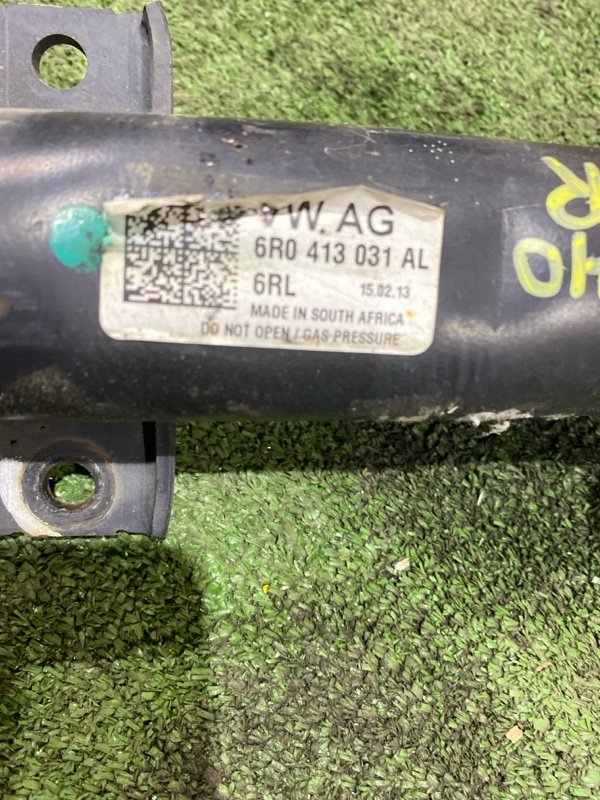 VW. AG
6R0 413 031 AL
6RL 15.02.13
MADE IN SOUTH AFRICA
DO NOT OPEN / GAS PRESSURE
R
40